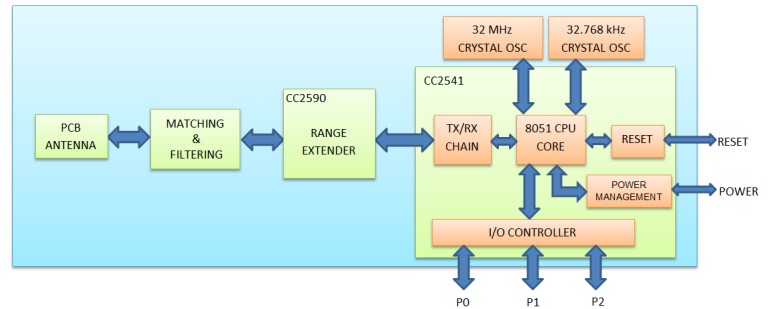 32 MHz
CRYSTAL OSC
32.768 kHz
CRYSTAL OSC
CC2541
CC2590
PCB
ANTENNA
MATCHING
&
FILTERING
RANGE
EXTENDER
TX/RX
CHAIN
8051 CPU
CORE
RESET
RESET
POWER
MANAGEMENT
POWER
I/O CONTROLLER
P0
P1
P2